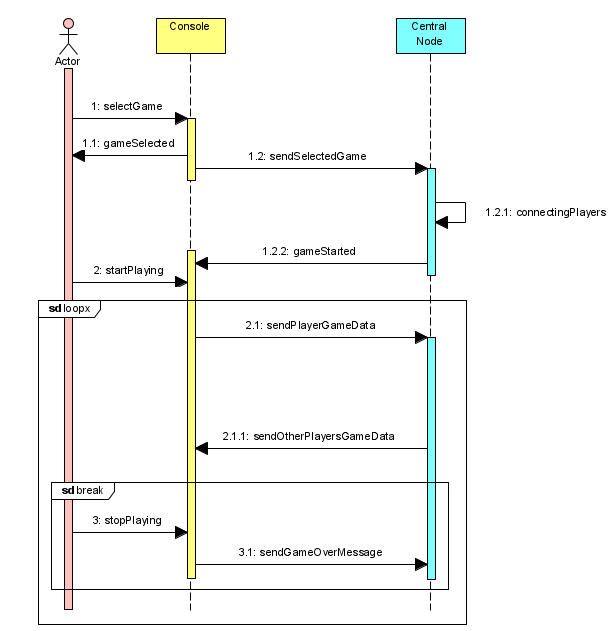 Console
Central
Node
Actor
1: selectGame
1.1: gameSelected
1.2: sendSelectedGame
1.2.1: connectingPlayers
1.2.2: gameStarted
2: startPlaying
sd loopx
2.1: sendPlayerGameData
2.1.1: sendOtherPlayersGameData
sd break
3: stopPlaying
3.1: sendGameOverMessage